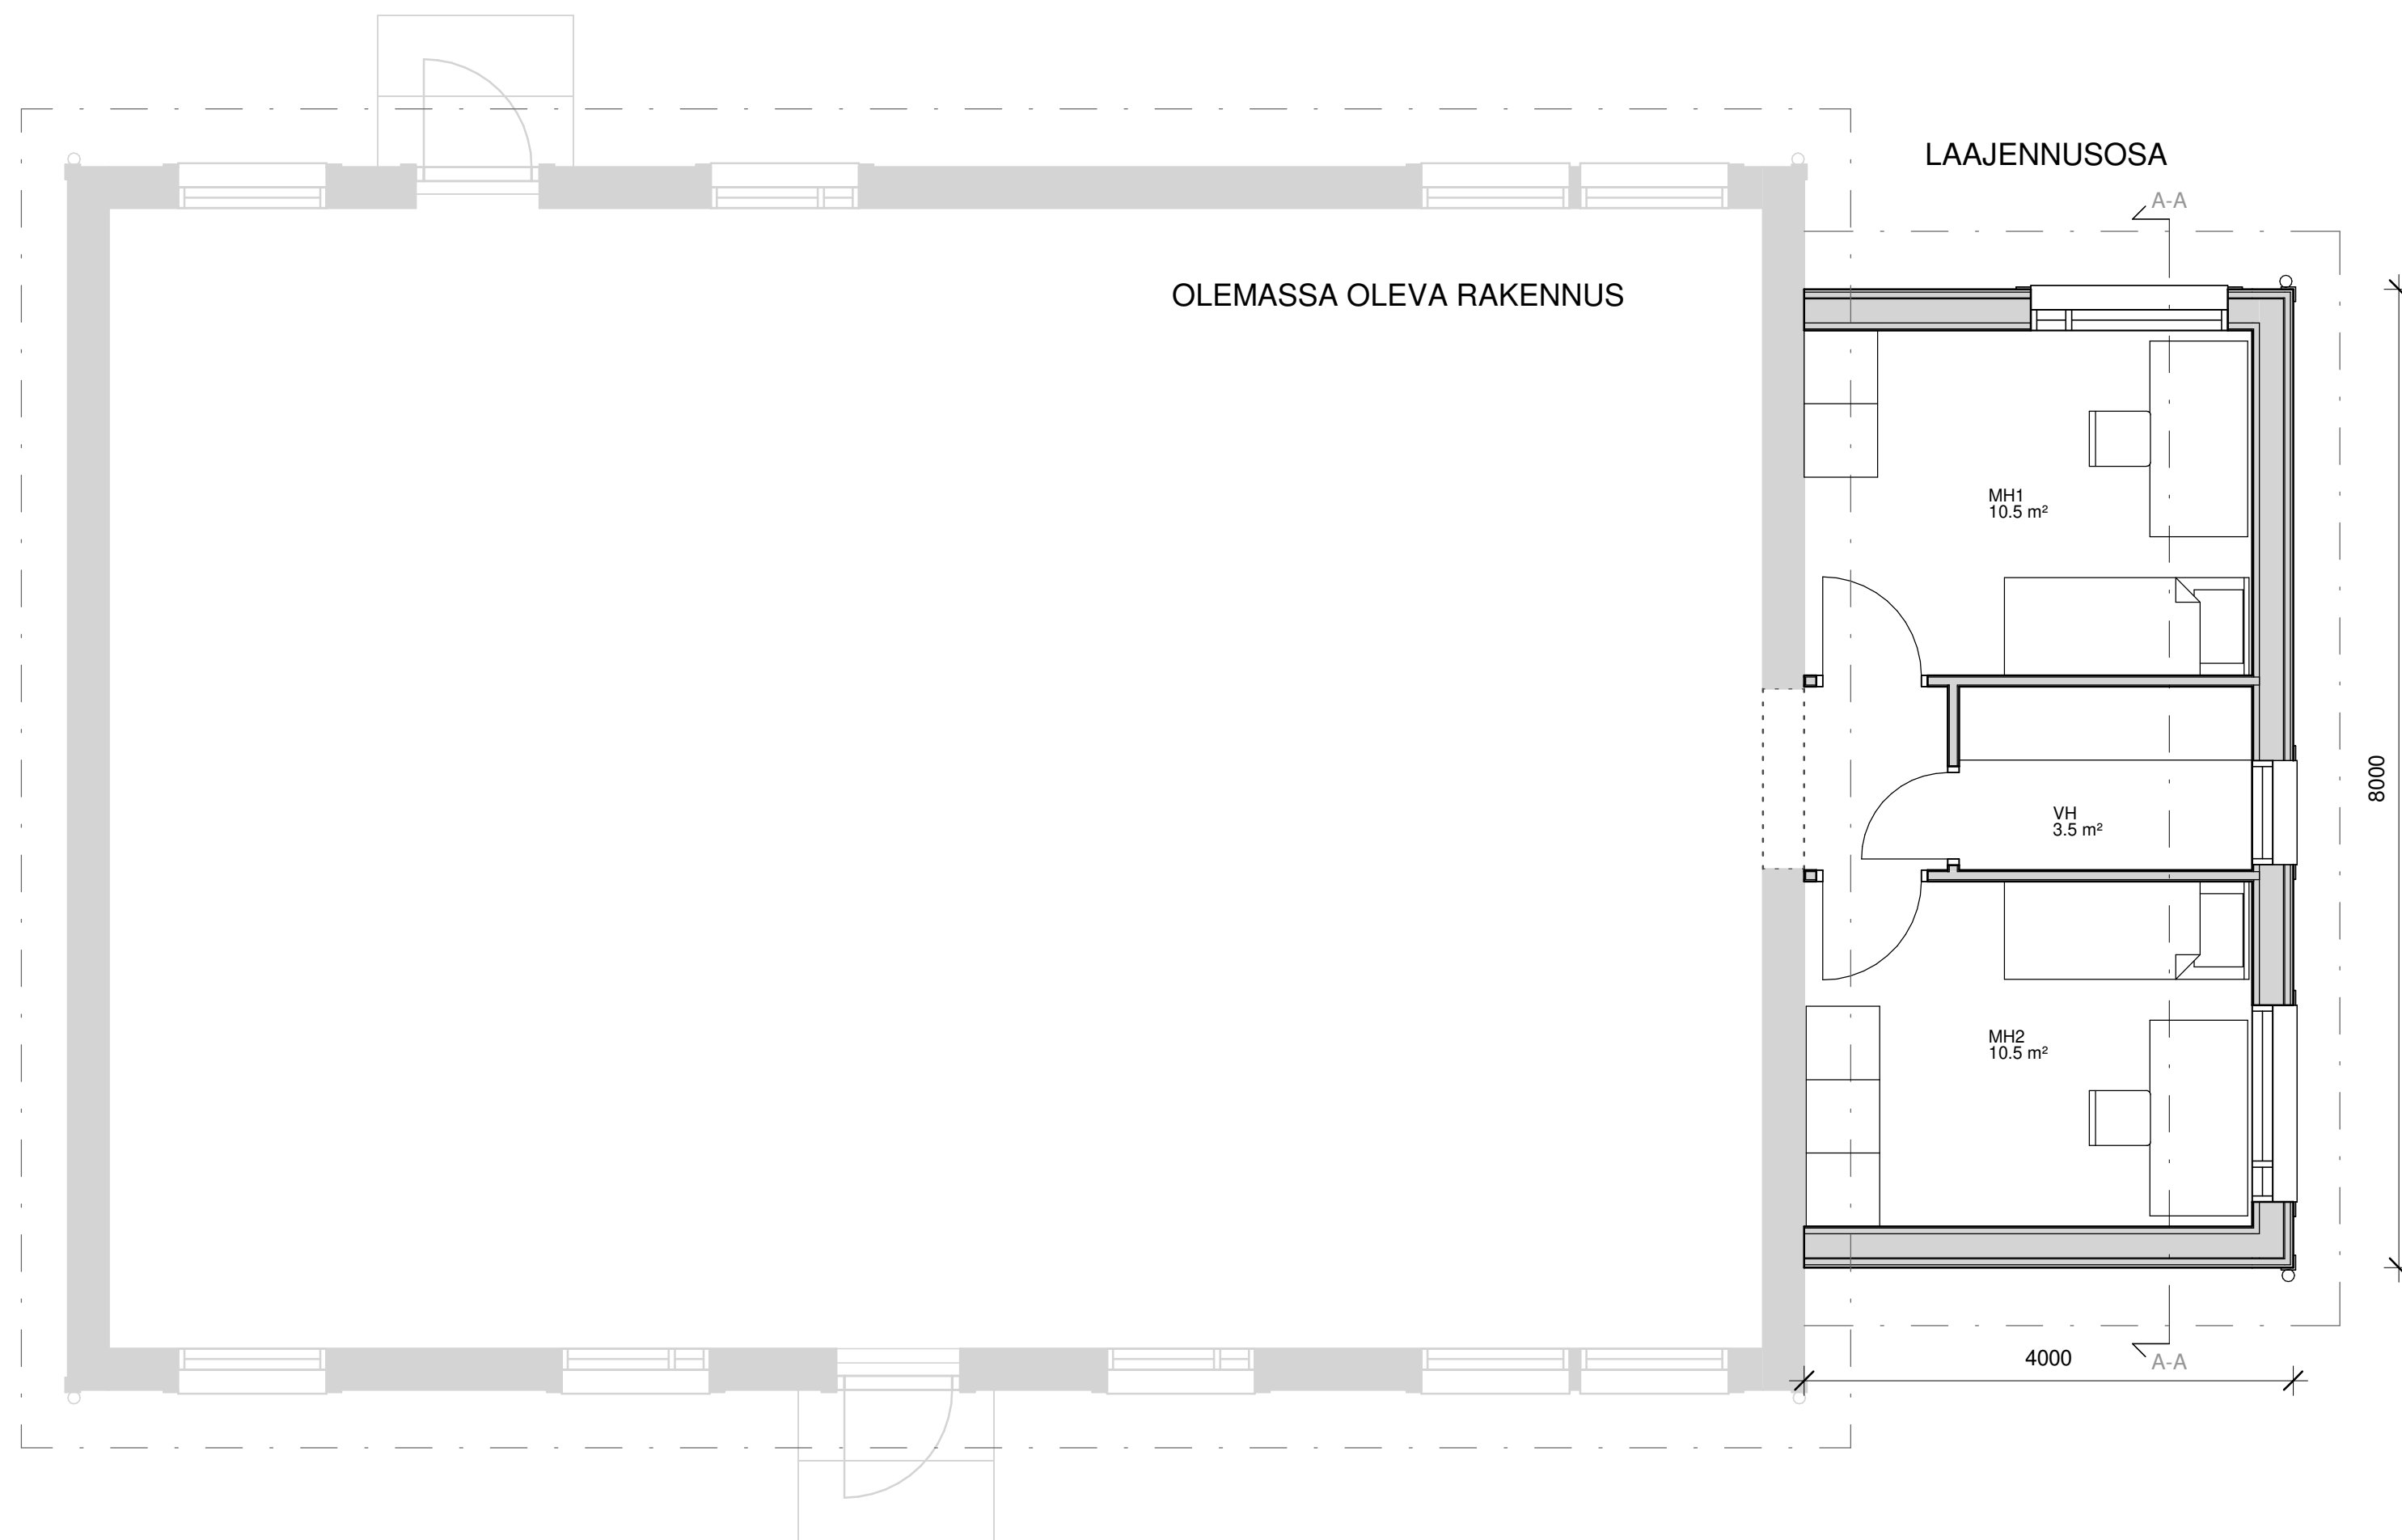 LAAJENNUSOSA
A-A
OLEMASSA OLEVA RAKENNUS
MH1
10.5 m²
8000
VH
3.5 m²
MH2
10.5 m²
4000
A-A